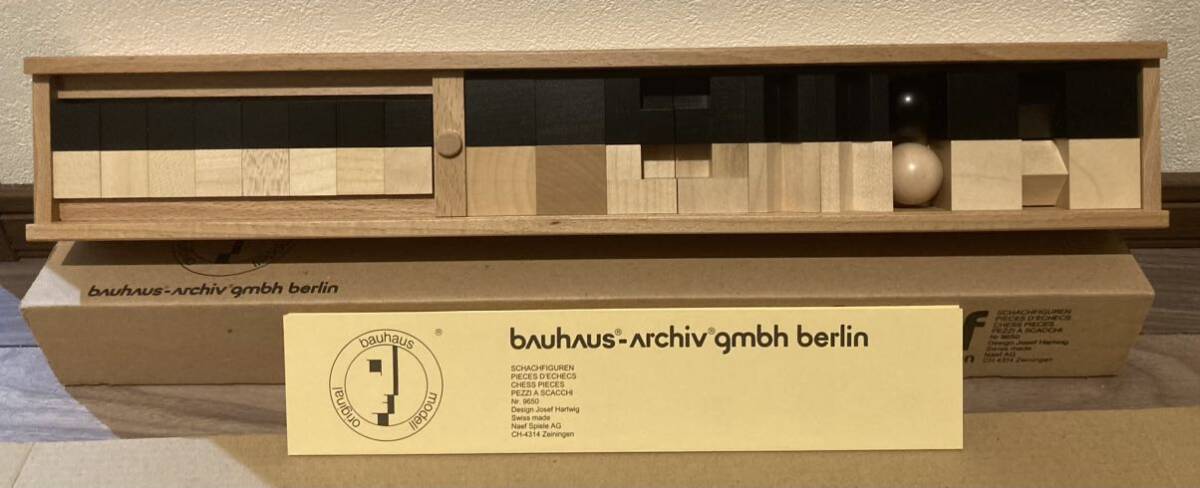 bauhaus-archiv gmbh berlin
SCHACHFIGUREN
PIECES D'ECHECS
CHESS PIECES
PEZZI A SCACCHI
Nr. 9650
Design Josef Hartwig
Swiss made
Naef AG
CH-4314 Zeiningen
bauhaus®-archiv®gmbh berlin
bauhaus
modell
original
®
SCHACHFIGUREN
PIECES D'ECHECS
CHESS PIECES
PEZZI A SCACCHI
Nr. 9650
Design Josef Hartwig
Swiss made
Naef Spiele AG
CH-4314 Zeiningen